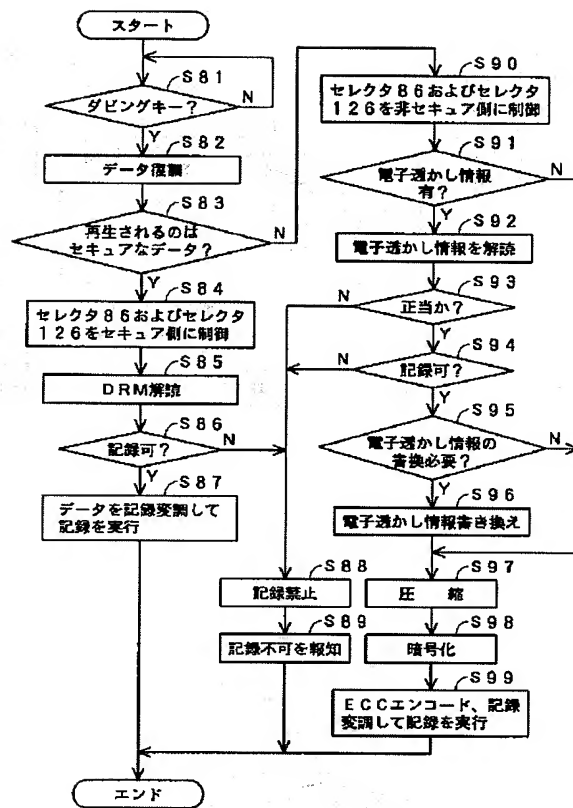 スタート
S81
ダビングキー?
N
Y
S82
データ復調
S83
再生されるのは
セキュアなデータ?
N
Y
S84
セレクタ86およびセレクタ
126をセキュア側に制御
S85
DRM解読
S86
記録可?
N
Y
S87
データを記録変調して
記録を実行
S88
記録禁止
S89
記録不可を報知
S90
セレクタ86およびセレクタ
126を非セキュア側に制御
S91
電子透かし情報
有?
N
Y
S92
電子透かし情報を解読
S93
N
正当か?
Y
S94
N
記録可?
Y
S95
電子透かし情報の
書換必要?
N
Y
S96
電子透かし情報書き換え
S97
圧 縮
S98
暗号化
S99
ECCエンコード、記録
変調して記録を実行
エンド